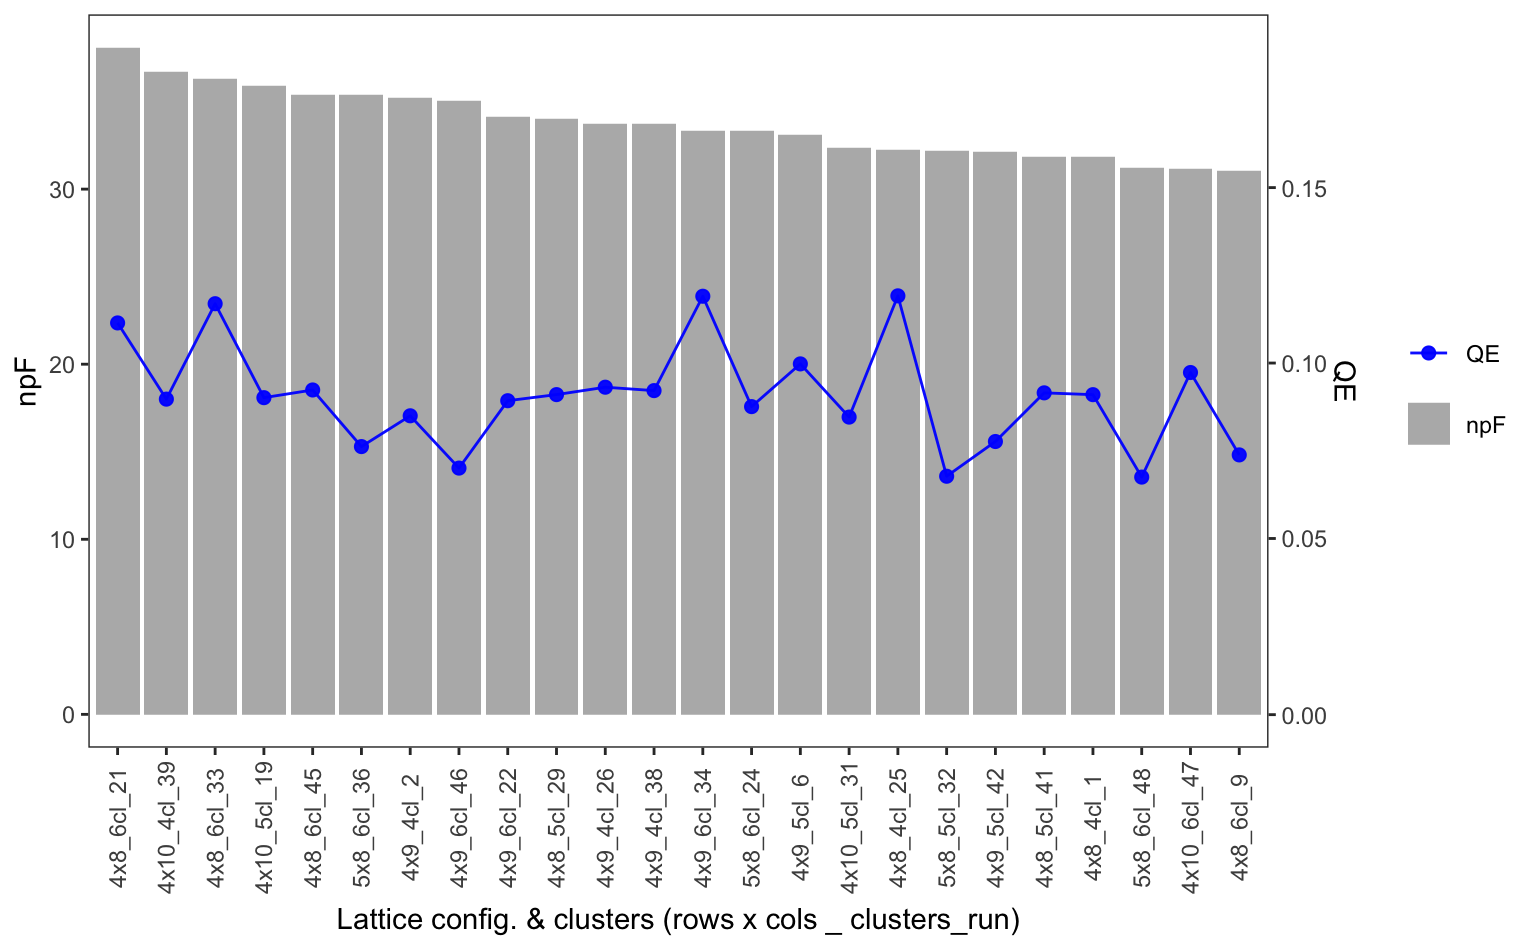 npF
30
20
10
0
0.15
0.10
0.05
0.00
QE
QE
npF
4x8_6cl_21
4x10_4cl_39
4x8_6cl_33
4x10_5cl_19
4x8_6cl_45
5x8_6cl_36
4x9_4cl_2
4x9_6cl_46
4x9_6cl_22
4x8_5cl_29
4x9_4cl_26
4x9_4cl_38
4x9_6cl_34
5x8_6cl_24
4x9_5cl_6
4x10_5cl_31
4x8_4cl_25
5x8_5cl_32
4x9_5cl_42
4x8_5cl_41
4x8_4cl_1
5x8_6cl_48
4x10_6cl_47
4x8_6cl_9
Lattice config. & clusters (rows x cols _ clusters_run)